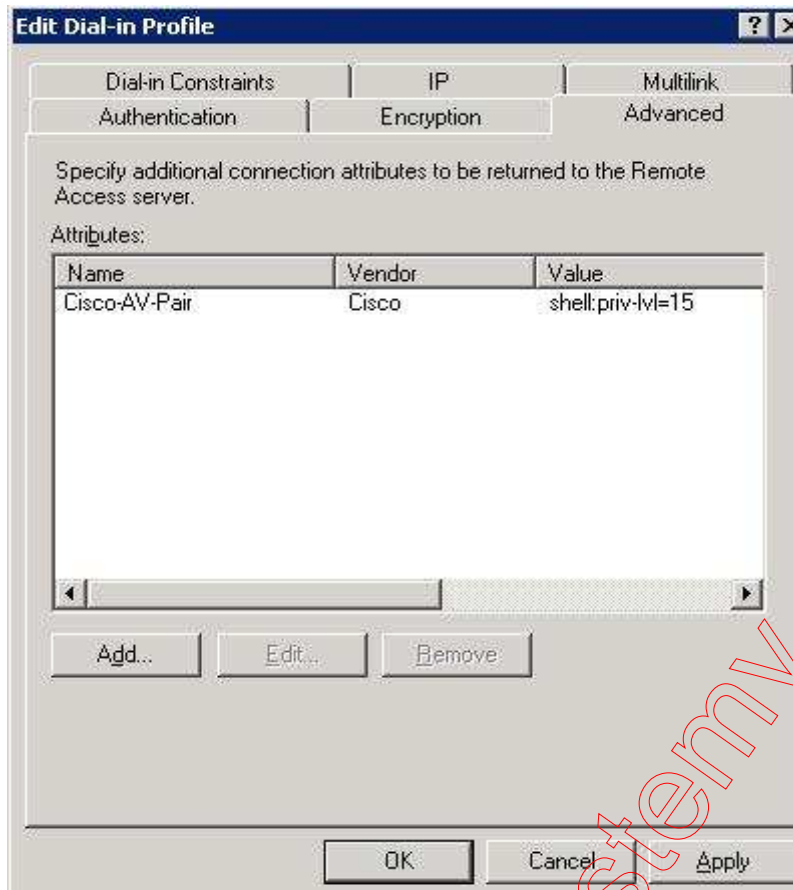 Edit Dial-in Profile
Dial-in Constraints
IP
Multilink
Authentication
Encryption
Advanced
Specify additional connection attributes to be returned to the Remote
Access server.
Attributes:
Name Vendor Value
Cisco-AV-Pair Cisco shell:priv-lvl=15
Add...
Edit...
Remove
OK
Cancel
Apply